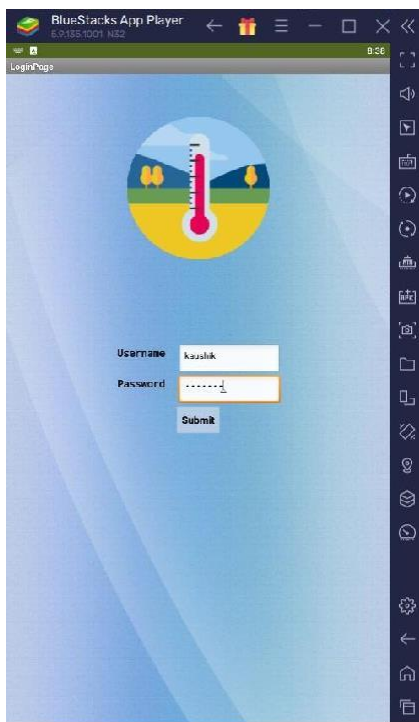 BlueStacks App Player
5.9.135.1001 N32
8:38
LoginPage
Username
kaushik
Password
-------
Submit